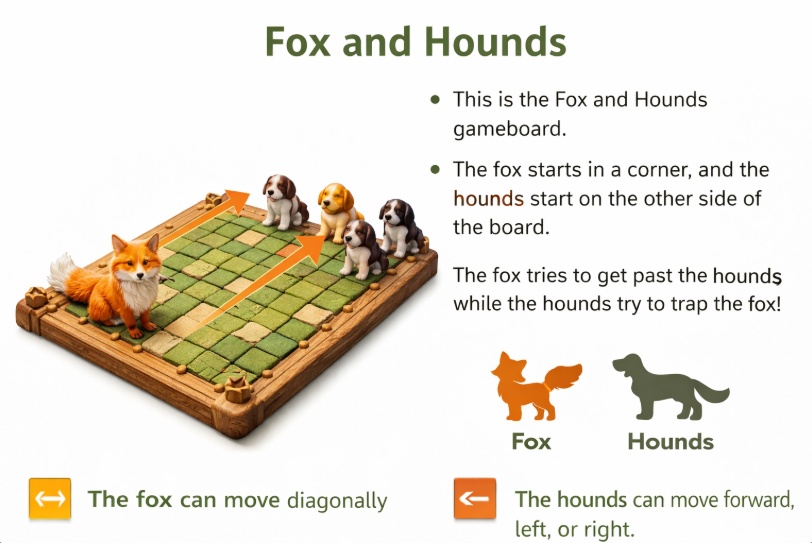 Fox and Hounds
• This is the Fox and Hounds
gameboard.
• The fox starts in a corner, and the
hounds start on the other side of
the board.
The fox tries to get past the hounds
while the hounds try to trap the fox!
Fox
Hounds
The fox can move diagonally
The hounds can move forward,
left, or right.